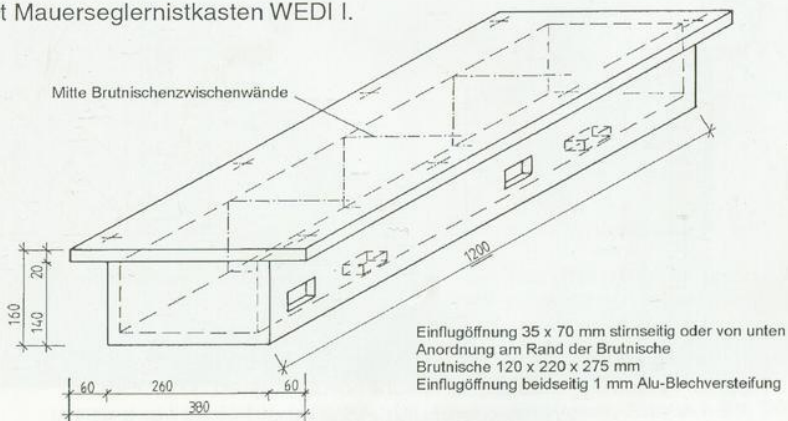 t Mauerseglernistkasten WEDI I.
Mitte Brutnischenzwischenwände
1200
20
160
140
Einflugöffnung 35 x 70 mm stirnseitig oder von unten
Anordnung am Rand der Brutnische
Brutnische 120 x 220 x 275 mm
Einflugöffnung beidseitig 1 mm Alu-Blechversteifung
60 260 60
380